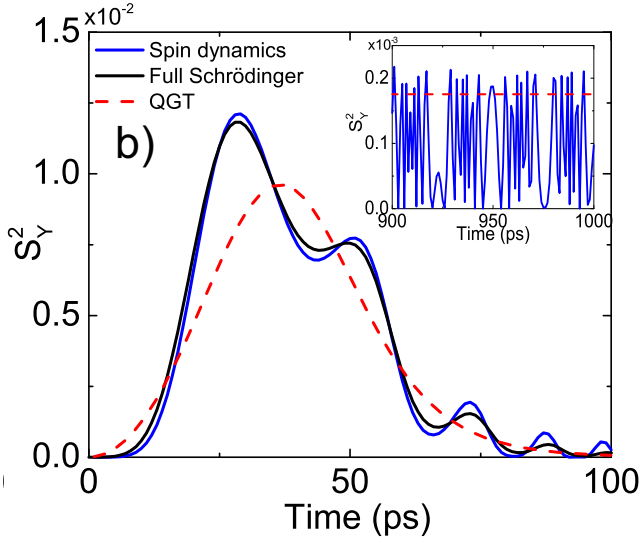 x10⁻²
1.5
1.0
0.5
0.0
S²Y
Spin dynamics
Full Schrödinger
QGT
b)
x10⁻³
0.2
0.1
0.0
S²Y
900
950
1000
Time (ps)
0
50
100
Time (ps)